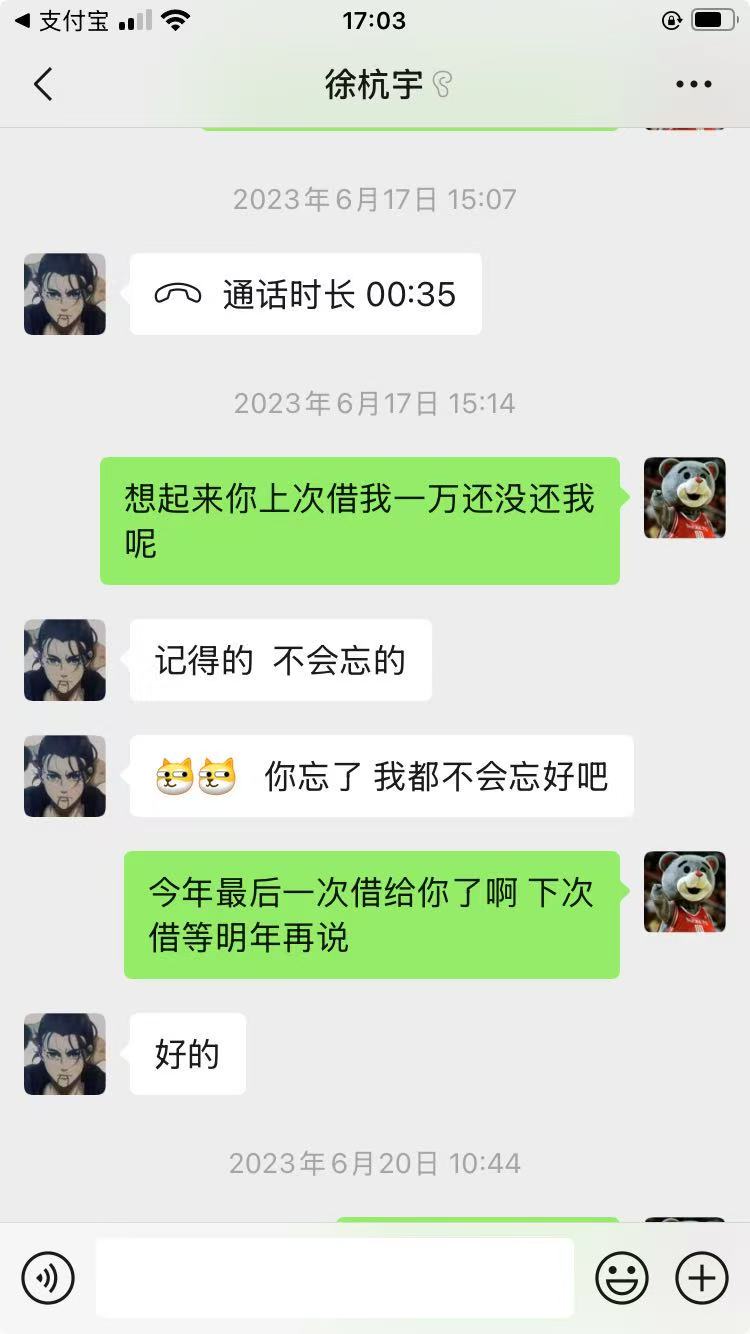 支付宝 17:03
徐杭宇
2023年6月17日 15:07
通话时长 00:35
2023年6月17日 15:14
想起来你上次借我一万还没还我
呢
记得的 不会忘的
你忘了 我都不会忘好吧
今年最后一次借给你了啊 下次
借等明年再说
好的
2023年6月20日 10:44